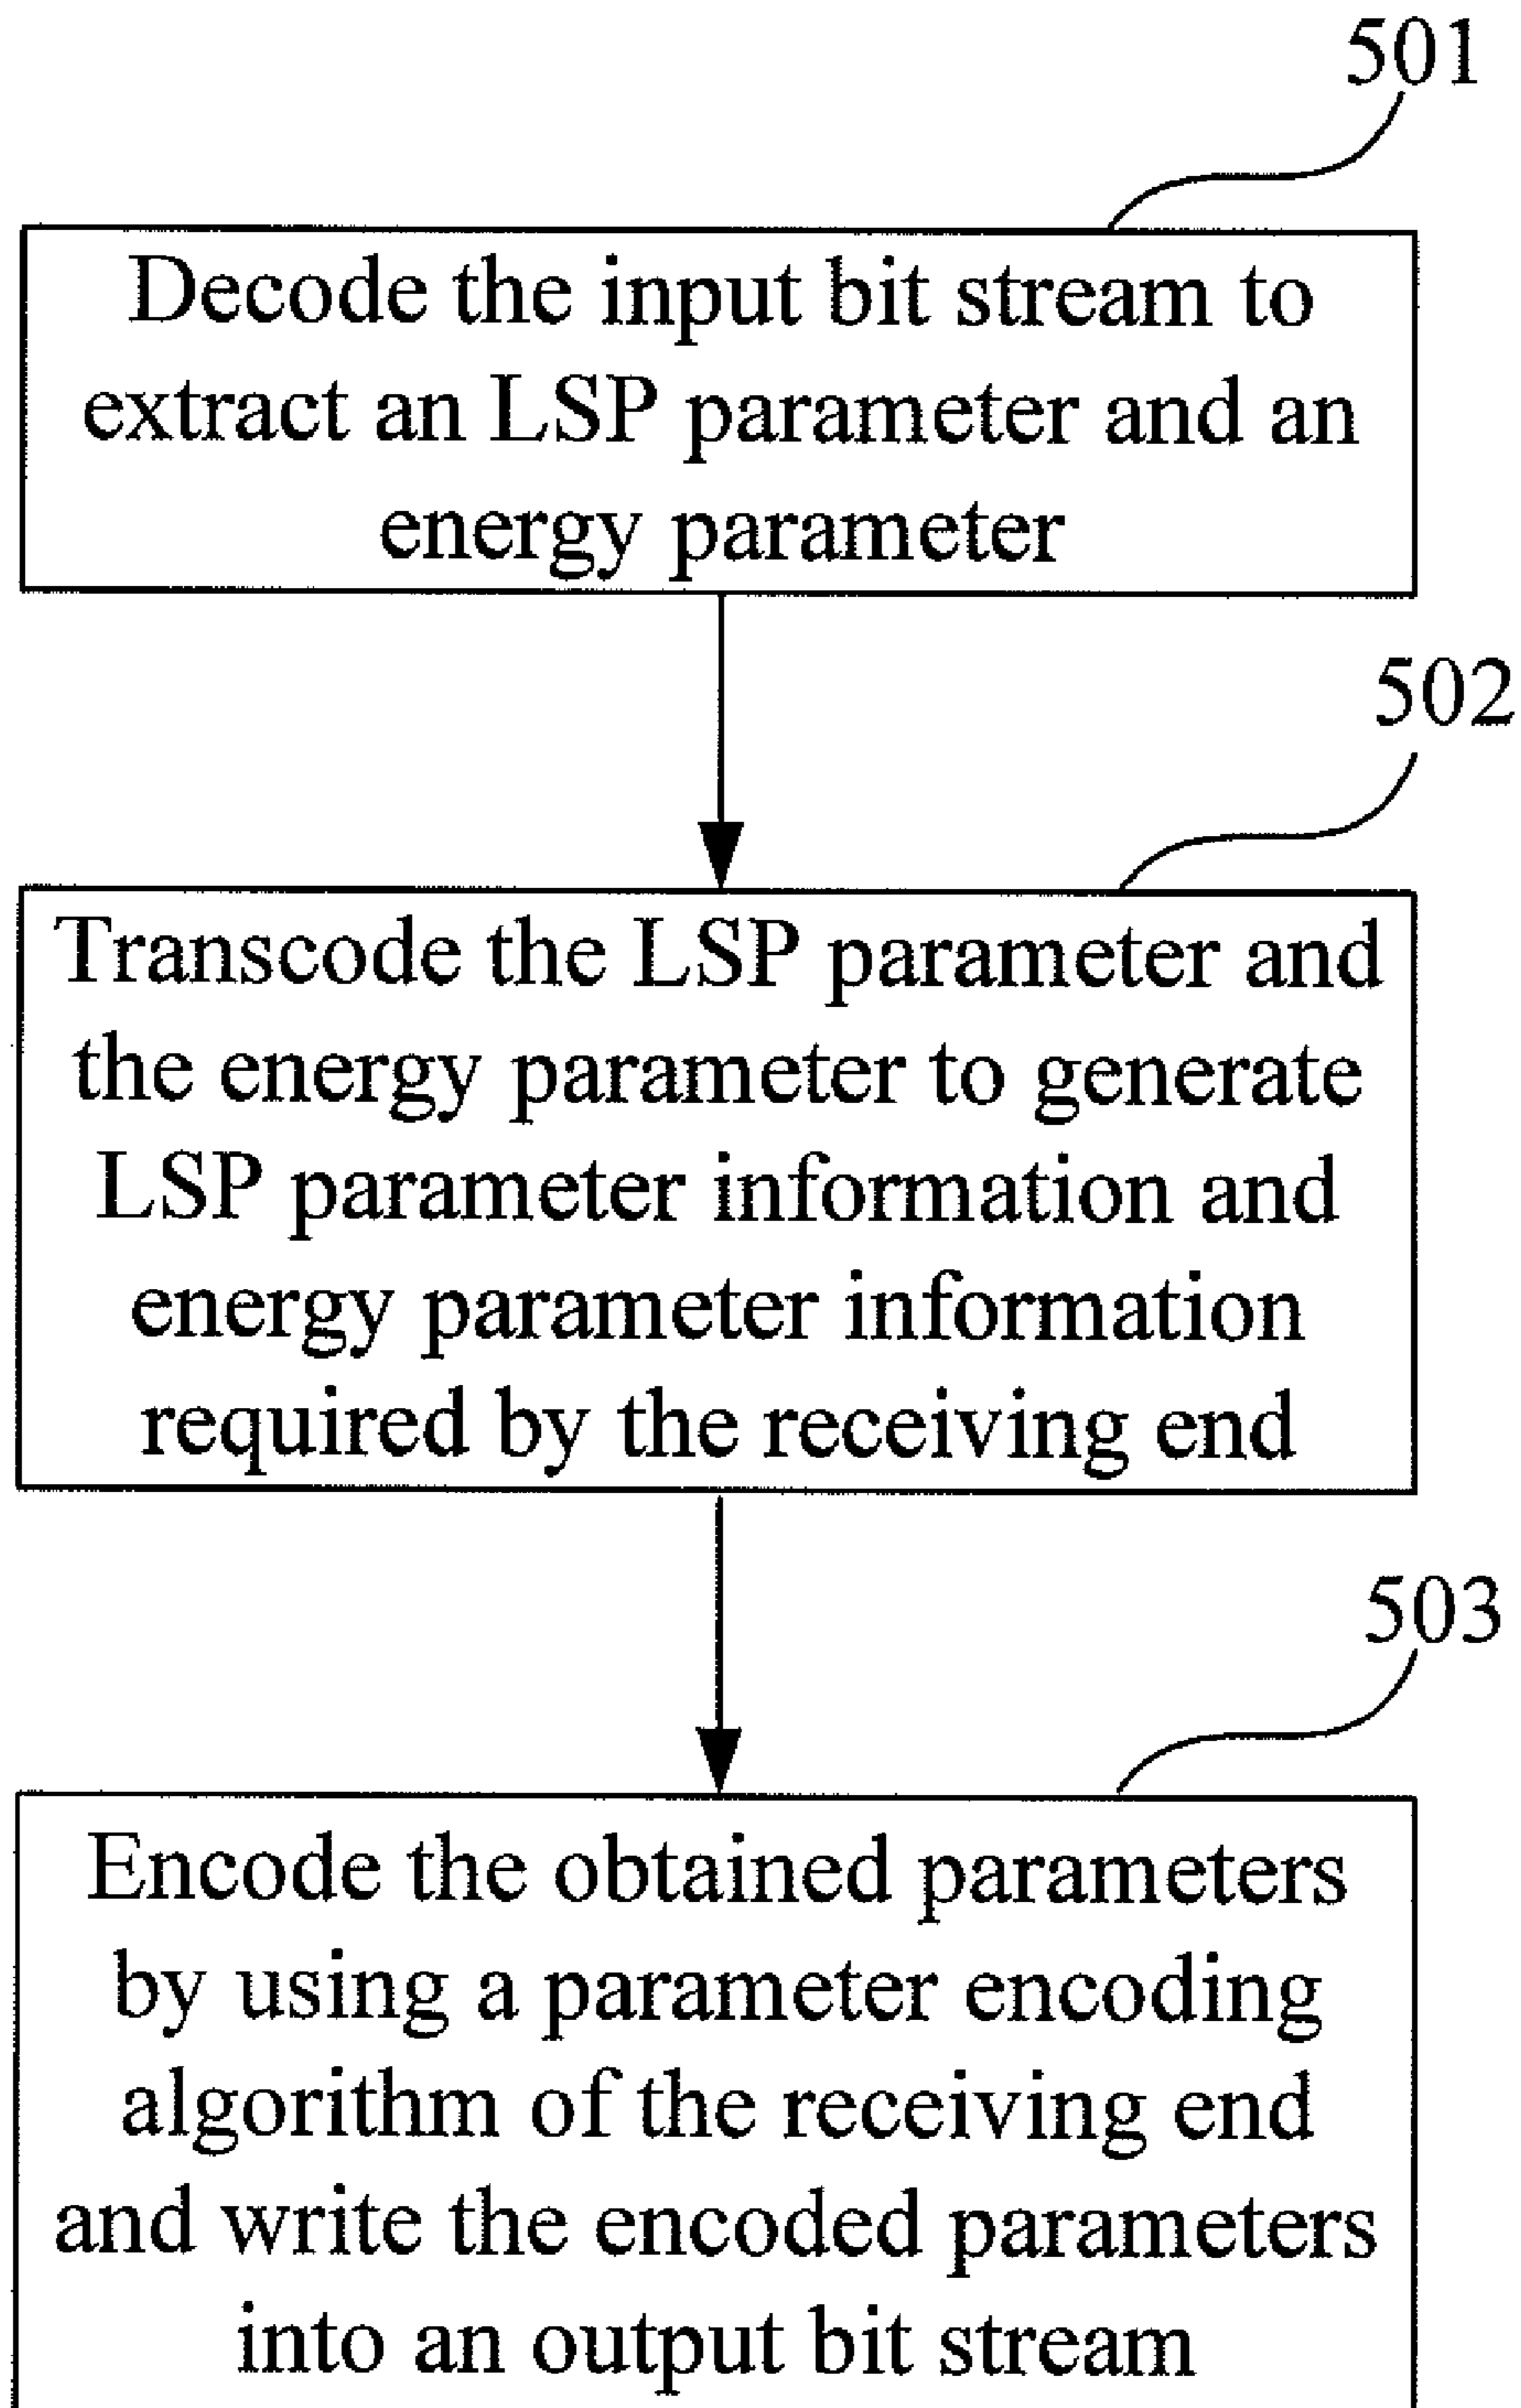 501
Decode the input bit stream to
extract an LSP parameter and an
energy parameter
502
Transcode the LSP parameter and
the energy parameter to generate
LSP parameter information and
energy parameter information
required by the receiving end
503
Encode the obtained parameters
by using a parameter encoding
algorithm of the receiving end
and write the encoded parameters
into an output bit stream